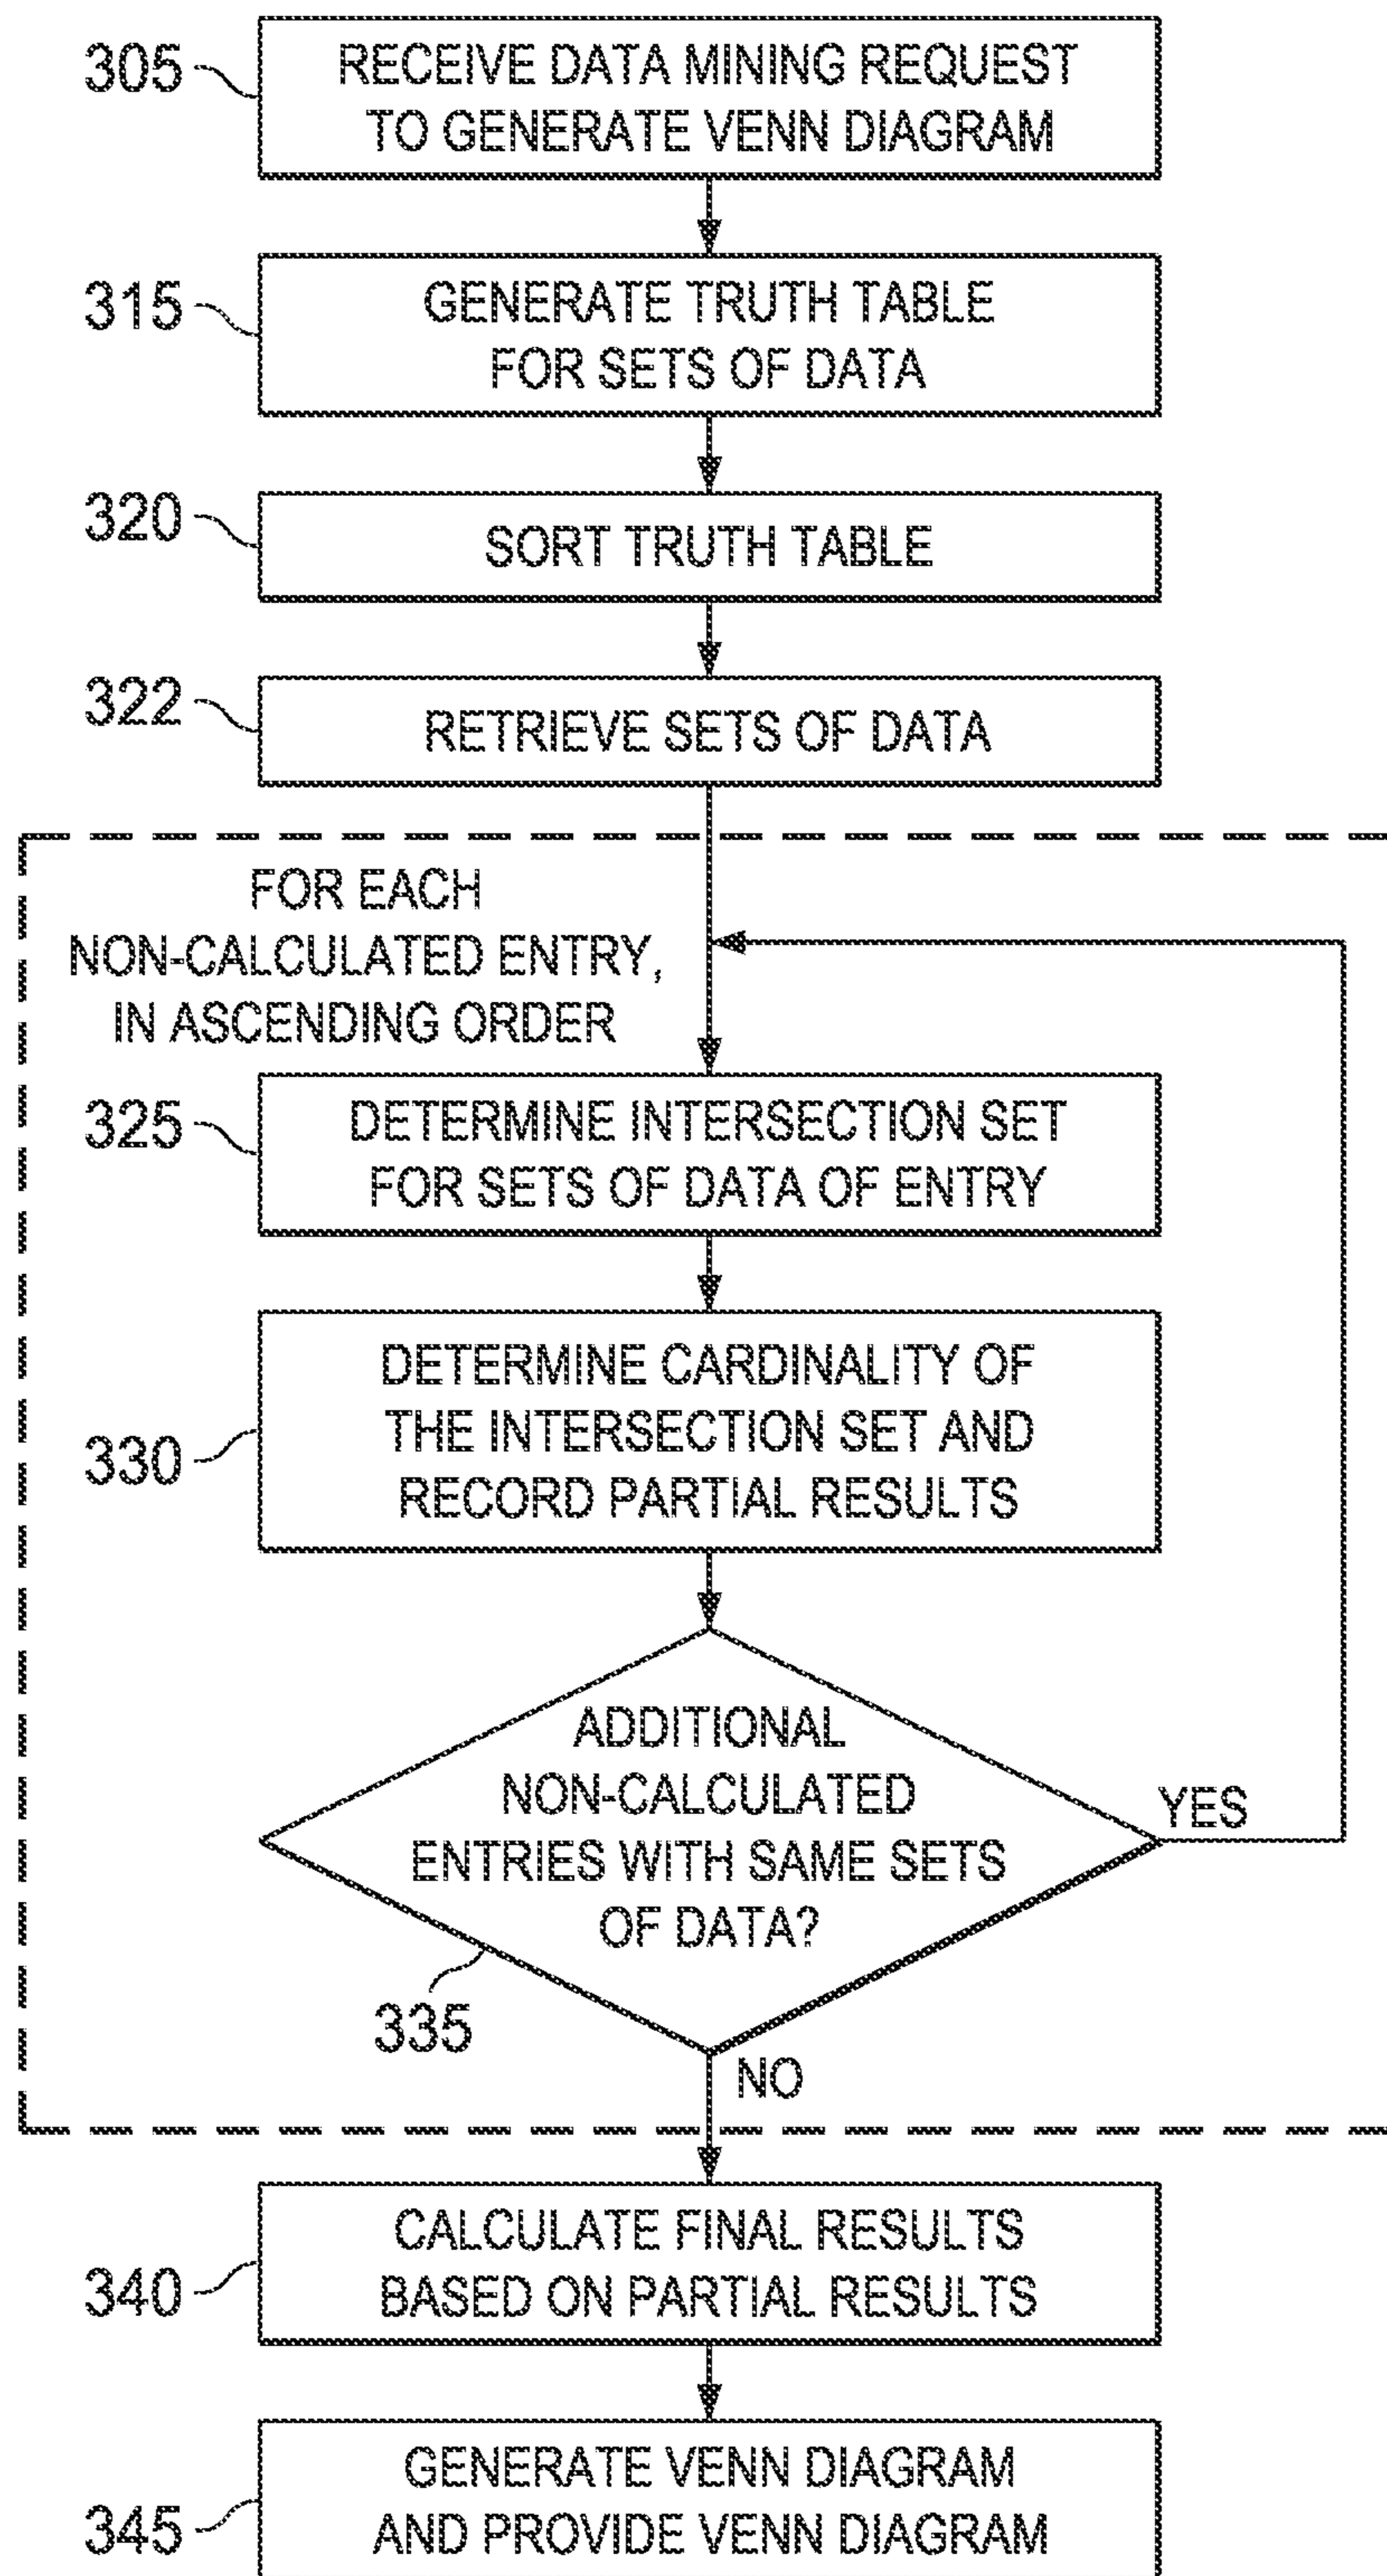 305
RECEIVE DATA MINING REQUEST
TO GENERATE VENN DIAGRAM
315
GENERATE TRUTH TABLE
FOR SETS OF DATA
320
SORT TRUTH TABLE
322
RETRIEVE SETS OF DATA
FOR EACH
NON-CALCULATED ENTRY,
IN ASCENDING ORDER
325
DETERMINE INTERSECTION SET
FOR SETS OF DATA OF ENTRY
330
DETERMINE CARDINALITY OF
THE INTERSECTION SET AND
RECORD PARTIAL RESULTS
ADDITIONAL
NON-CALCULATED
ENTRIES WITH SAME SETS
OF DATA?
YES
335
NO
340
CALCULATE FINAL RESULTS
BASED ON PARTIAL RESULTS
345
GENERATE VENN DIAGRAM
AND PROVIDE VENN DIAGRAM